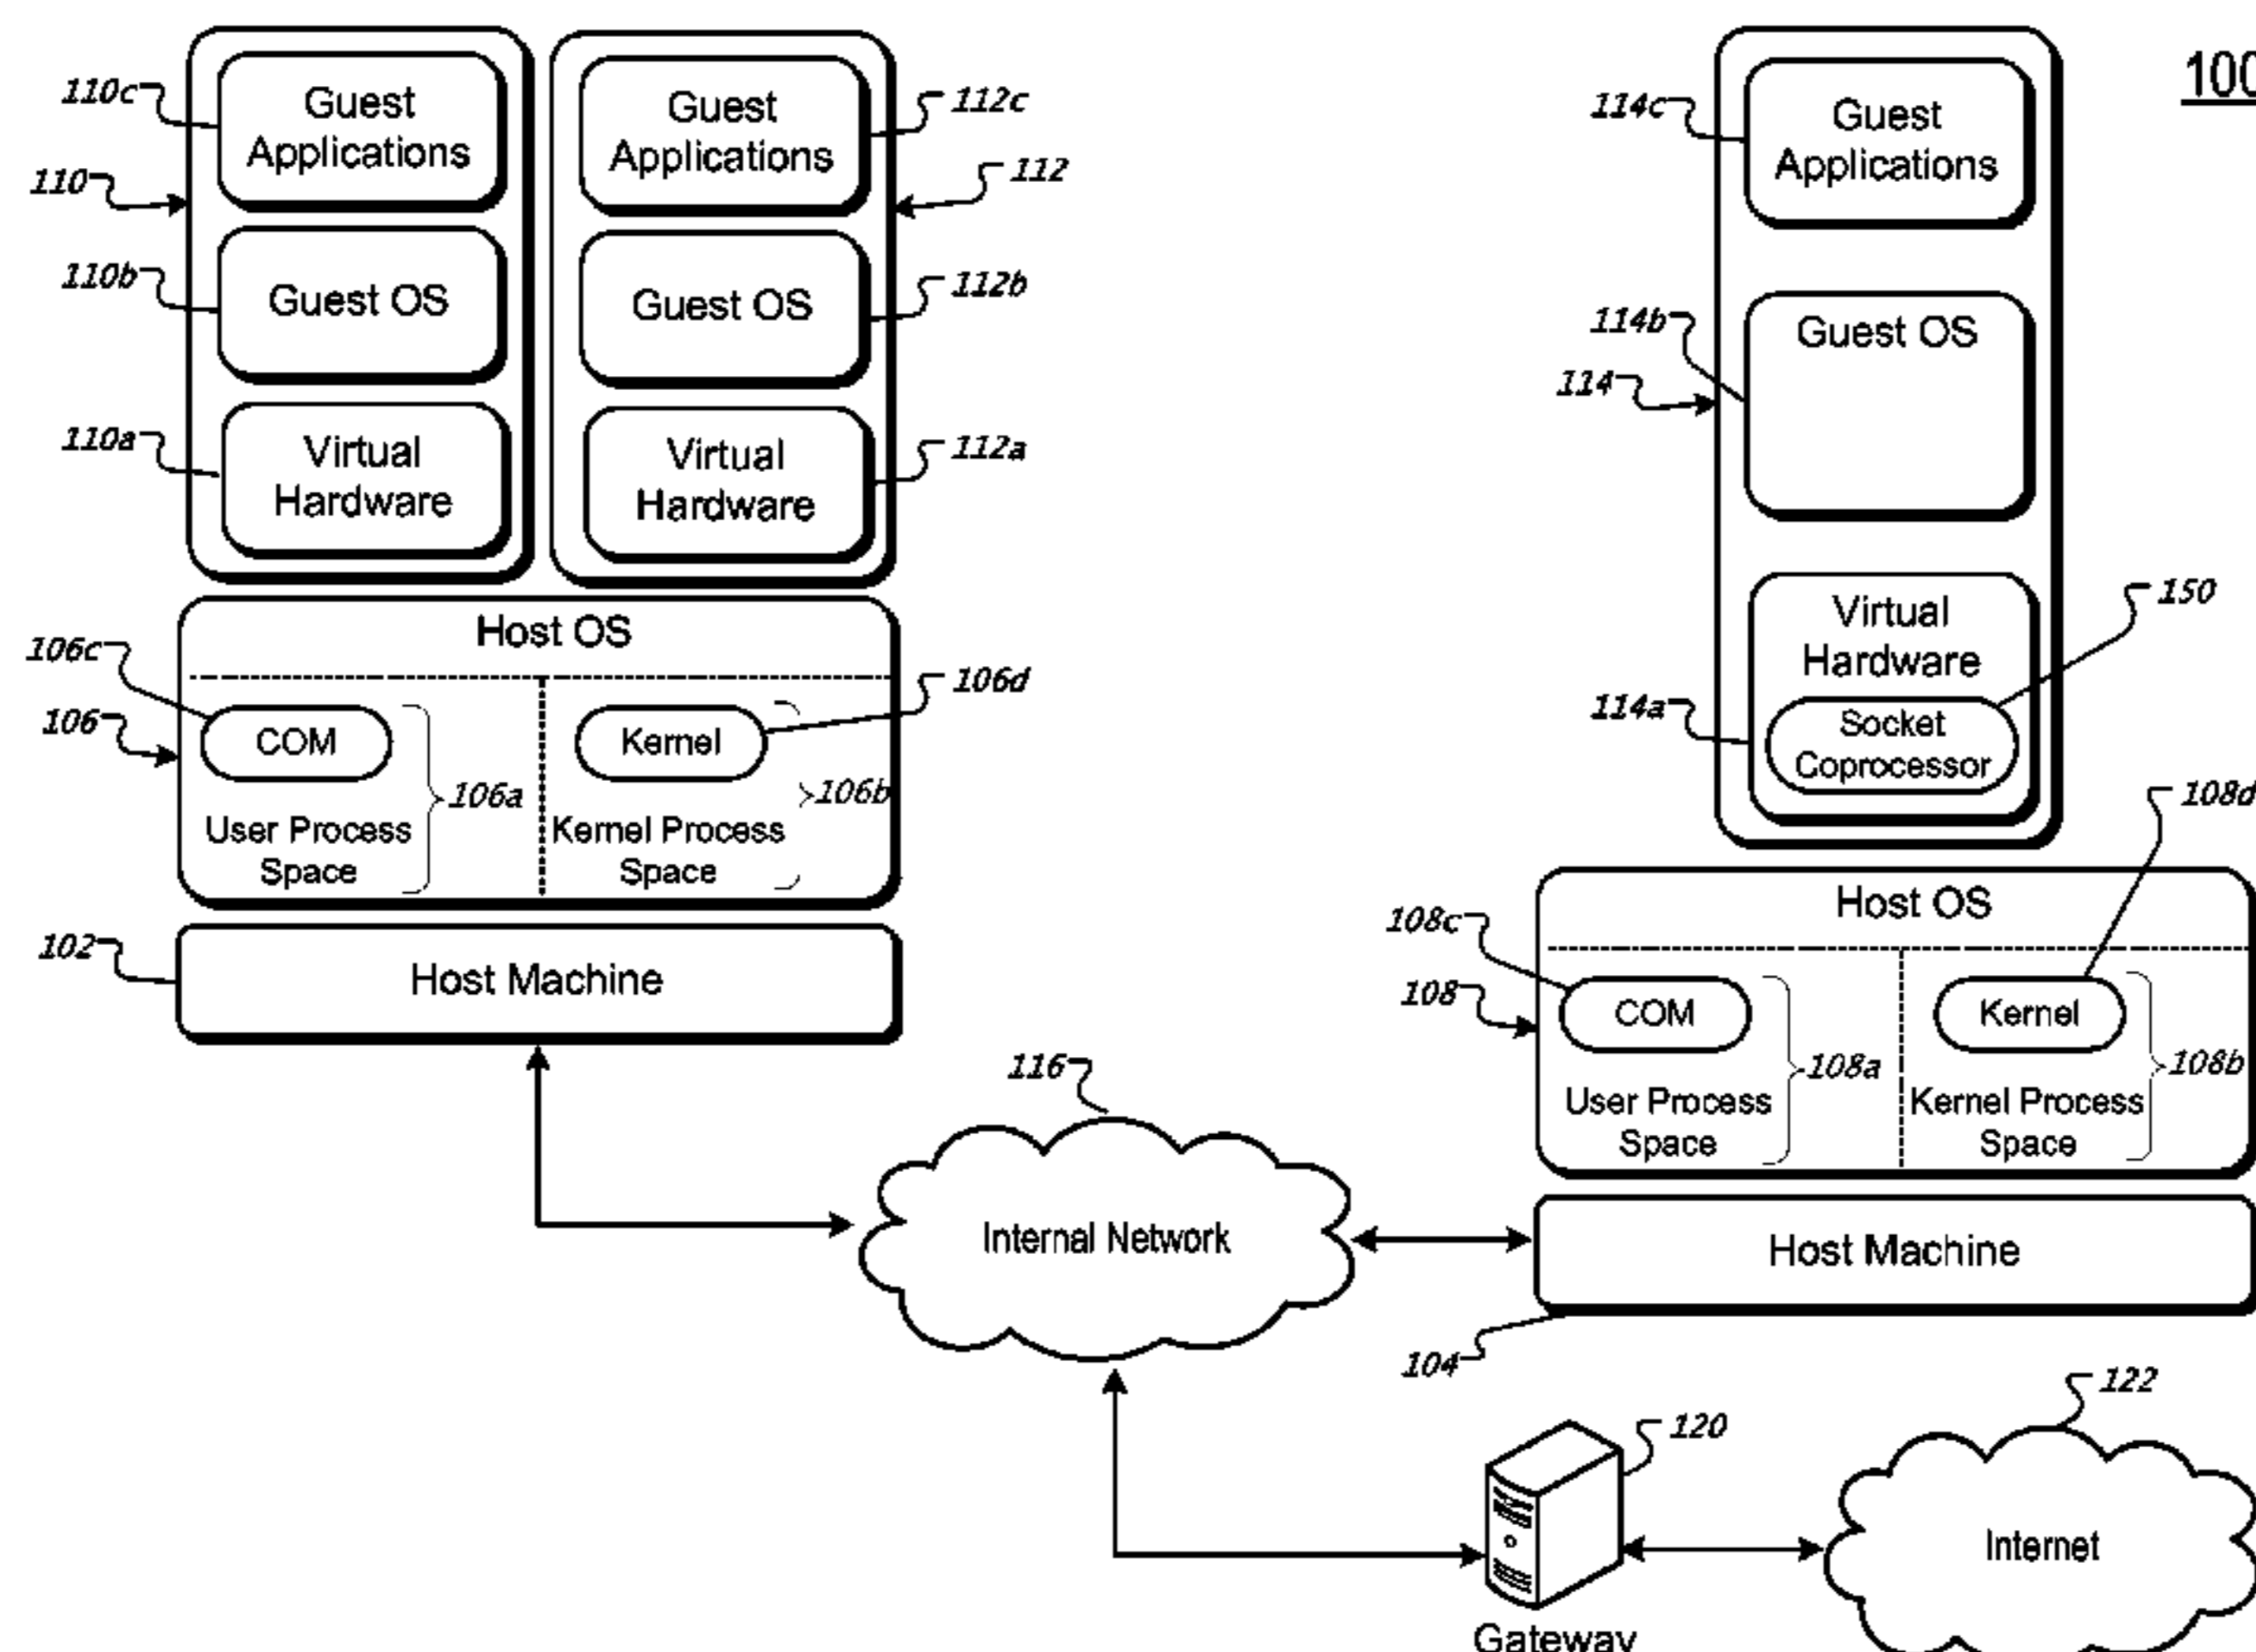 100
110c
Guest
Applications
110
110b
Guest OS
110a
Virtual
Hardware
Guest
Applications
112c
112
Guest OS
112b
Virtual
Hardware
112a
Host OS
106c
106
COM
106a
User Process
Space
Kernel
106d
106b
Kernel Process
Space
102
Host Machine
114c
Guest
Applications
114b
Guest OS
114
Virtual
Hardware
150
114a
Socket
Coprocessor
Host OS
108c
108
COM
108a
User Process
Space
108d
Kernel
108b
Kernel Process
Space
Host Machine
104
116
Internal Network
120
Gateway
122
Internet